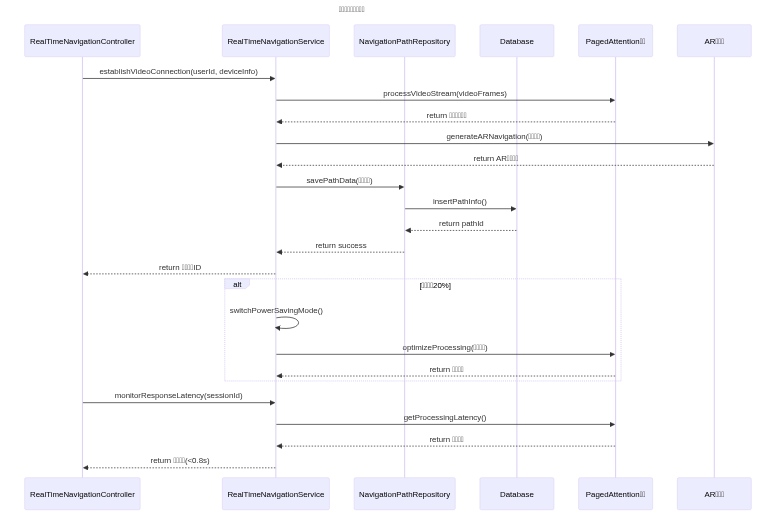 RealTimeNavigationController
RealTimeNavigationService
NavigationPathRepository
Database
PagedAttention
AR
establishVideoConnection(userId, deviceInfo)
processVideoStream(videoFrames)
return
generateARNavigation(
return AR
savePathData(
insertPathInfo()
return pathId
return success
return ID
alt
20%]
switchPowerSavingMode()
optimizeProcessing(
return
monitorResponseLatency(sessionId)
getProcessingLatency()
return
return (<0.8s)
RealTimeNavigationController
RealTimeNavigationService
NavigationPathRepository
Database
PagedAttention
AR